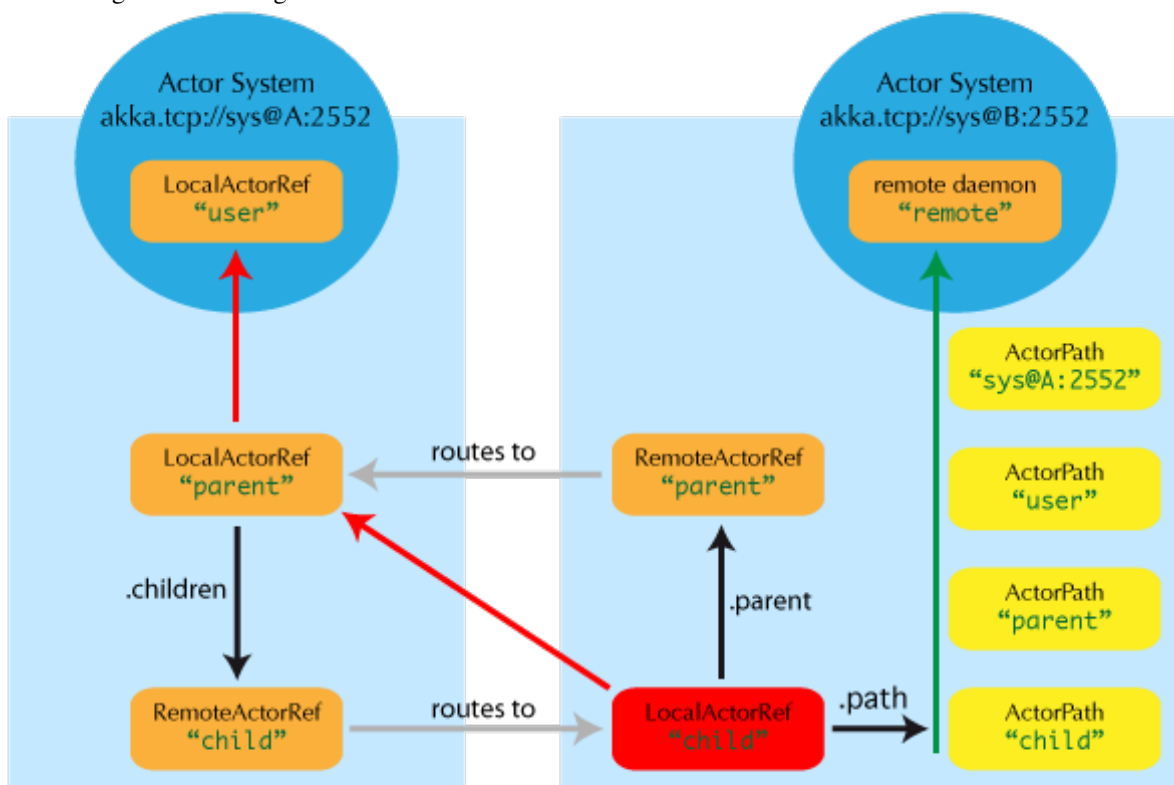 Actor System
akka.tcp://sys@A:2552
LocalActorRef
“user”
Actor System
akka.tcp://sys@B:2552
remote daemon
“remote”
ActorPath
“sys@A:2552”
ActorPath
“user”
LocalActorRef
“parent”
routes to
RemoteActorRef
“parent”
.children
.parent
ActorPath
“parent”
RemoteActorRef
“child”
routes to
LocalActorRef
“child”
.path
ActorPath
“child”